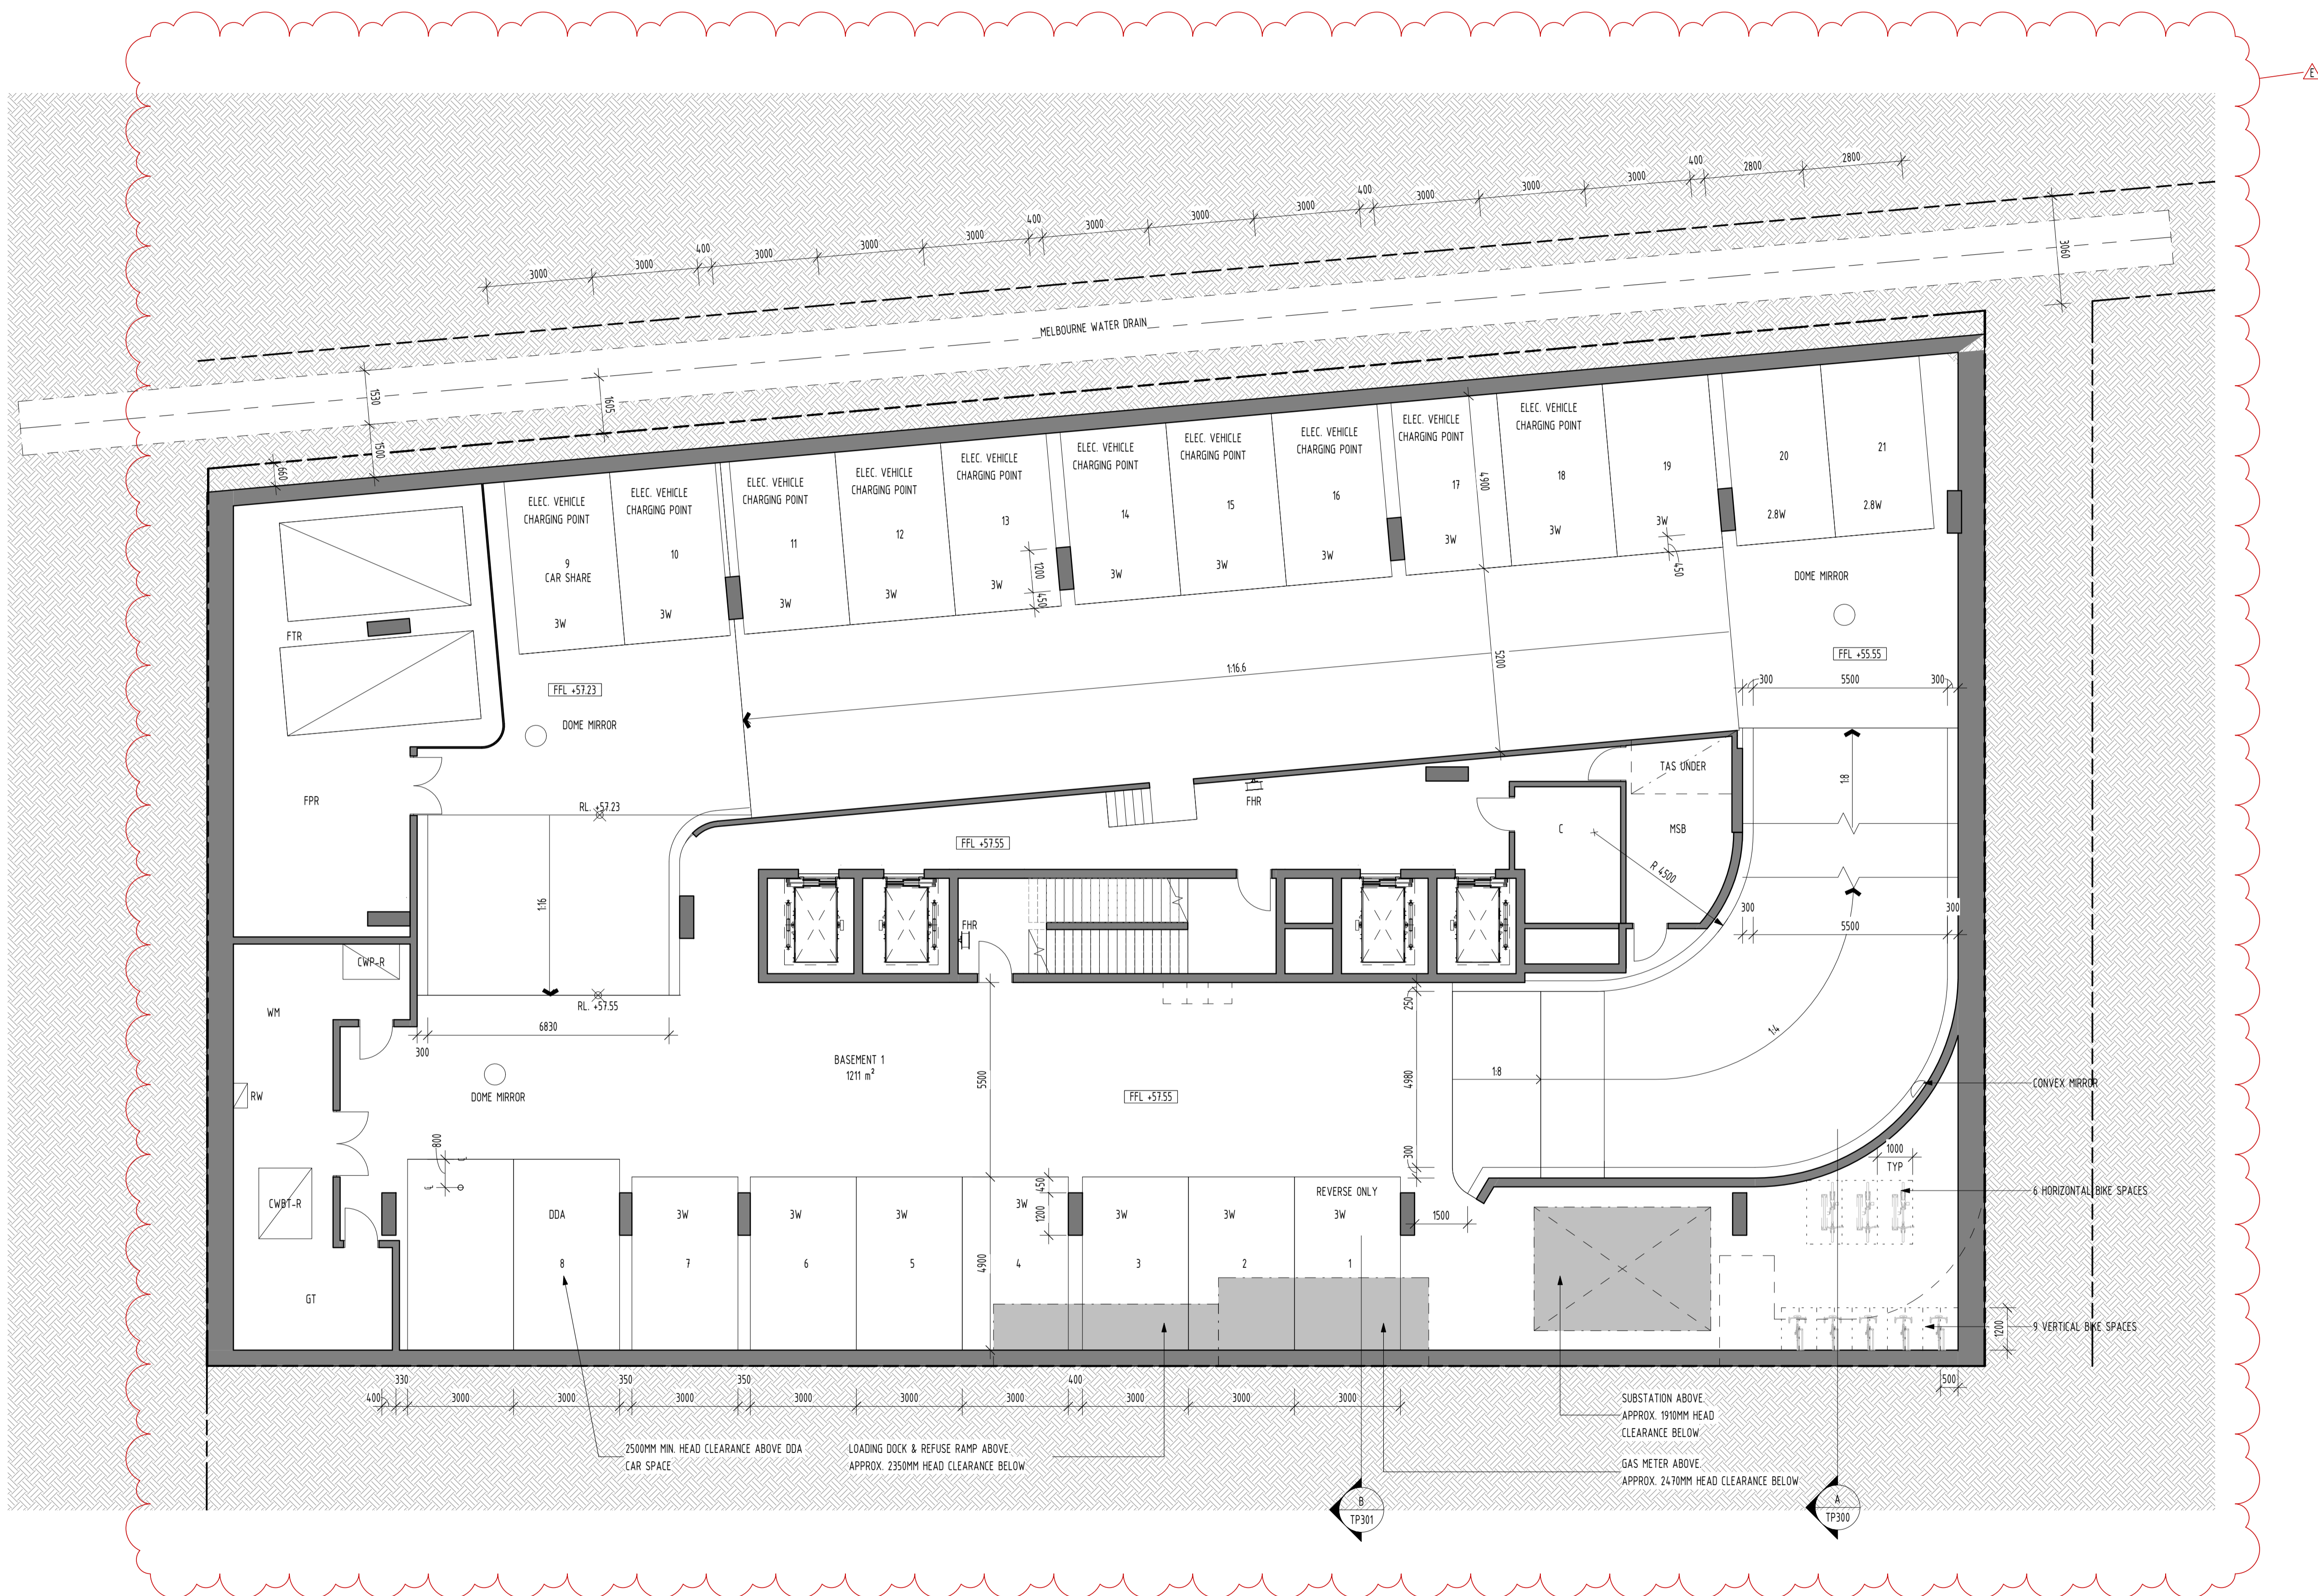 E
400
2800
2800
3000
3000
400
3000
3000
3000
400
3000
3000
3000
400
3000
3000
3000
400
3000
3000
3060
MELBOURNE WATER DRAIN
1530
1605
1500
660
ELEC. VEHICLE
CHARGING POINT
9
CAR SHARE
3W
ELEC. VEHICLE
CHARGING POINT
10
3W
ELEC. VEHICLE
CHARGING POINT
11
3W
ELEC. VEHICLE
CHARGING POINT
12
3W
ELEC. VEHICLE
CHARGING POINT
13
3W
1200
450
ELEC. VEHICLE
CHARGING POINT
14
3W
ELEC. VEHICLE
CHARGING POINT
15
3W
ELEC. VEHICLE
CHARGING POINT
16
3W
ELEC. VEHICLE
CHARGING POINT
17
3W
4900
ELEC. VEHICLE
CHARGING POINT
18
3W
19
3W
450
20
2.8W
21
2.8W
DOME MIRROR
FFL +55.55
FTR
FFL +57.23
DOME MIRROR
1:16.6
5200
300
5500
300
FPR
RL. +57.23
1:16
RL. +57.55
6830
300
FFL +57.55
FHR
FHR
TAS UNDER
C
MSB
R 4500
1:8
300
300
5500
1:4
1:8
CWP-R
WM
RW
CWBT-R
GT
DOME MIRROR
BASEMENT 1
1211 m²
5500
FFL +57.55
250
4980
300
CONVEX MIRROR
1000
TYP
6 HORIZONTAL BIKE SPACES
9 VERTICAL BIKE SPACES
1200
500
800
DDA
8
3W
7
3W
6
3W
5
4900
3W
4
450
1200
3W
3
3W
2
REVERSE ONLY
3W
1
1500
400
330
3000
3000
350
3000
350
3000
3000
3000
400
3000
3000
3000
2500MM MIN. HEAD CLEARANCE ABOVE DDA
CAR SPACE
LOADING DOCK & REFUSE RAMP ABOVE.
APPROX. 2350MM HEAD CLEARANCE BELOW
SUBSTATION ABOVE.
APPROX. 1910MM HEAD
CLEARANCE BELOW
GAS METER ABOVE.
APPROX. 2470MM HEAD CLEARANCE BELOW
B
TP301
A
TP300